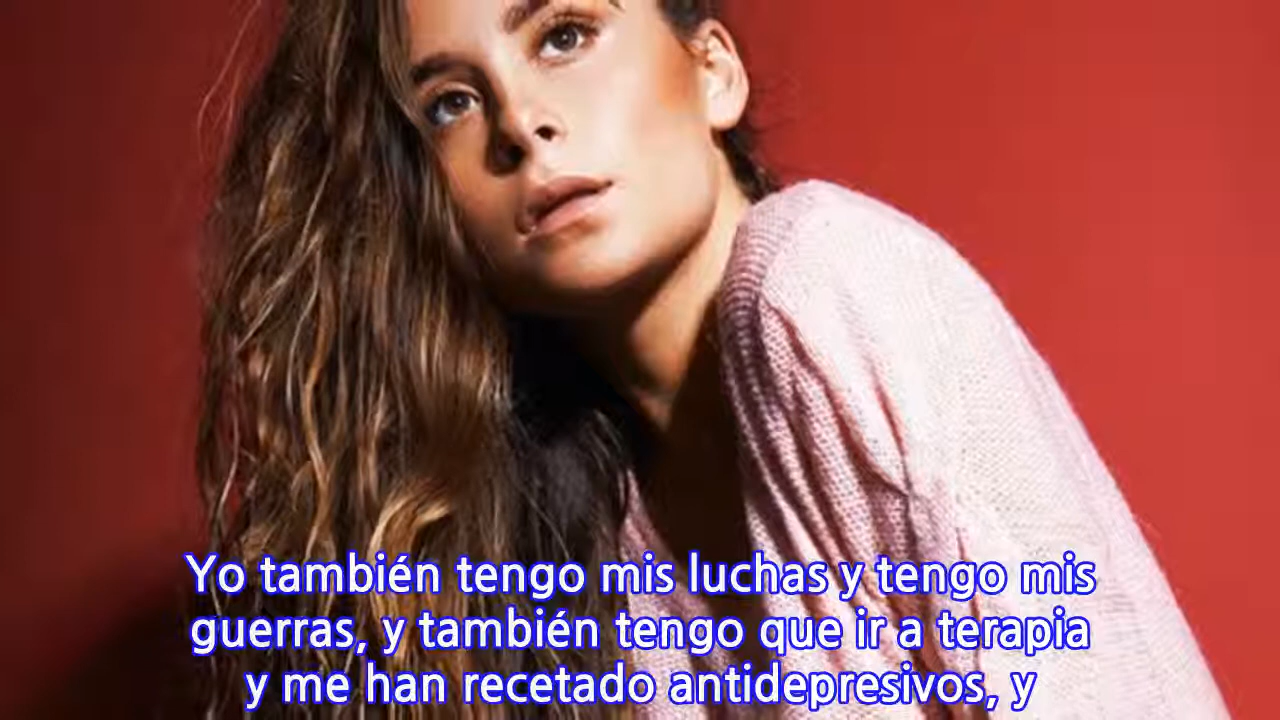 Yo también tengo mis luchas y tengo mis
guerras, y también tengo que ir a terapia
y me han recetado antidepresivos, y